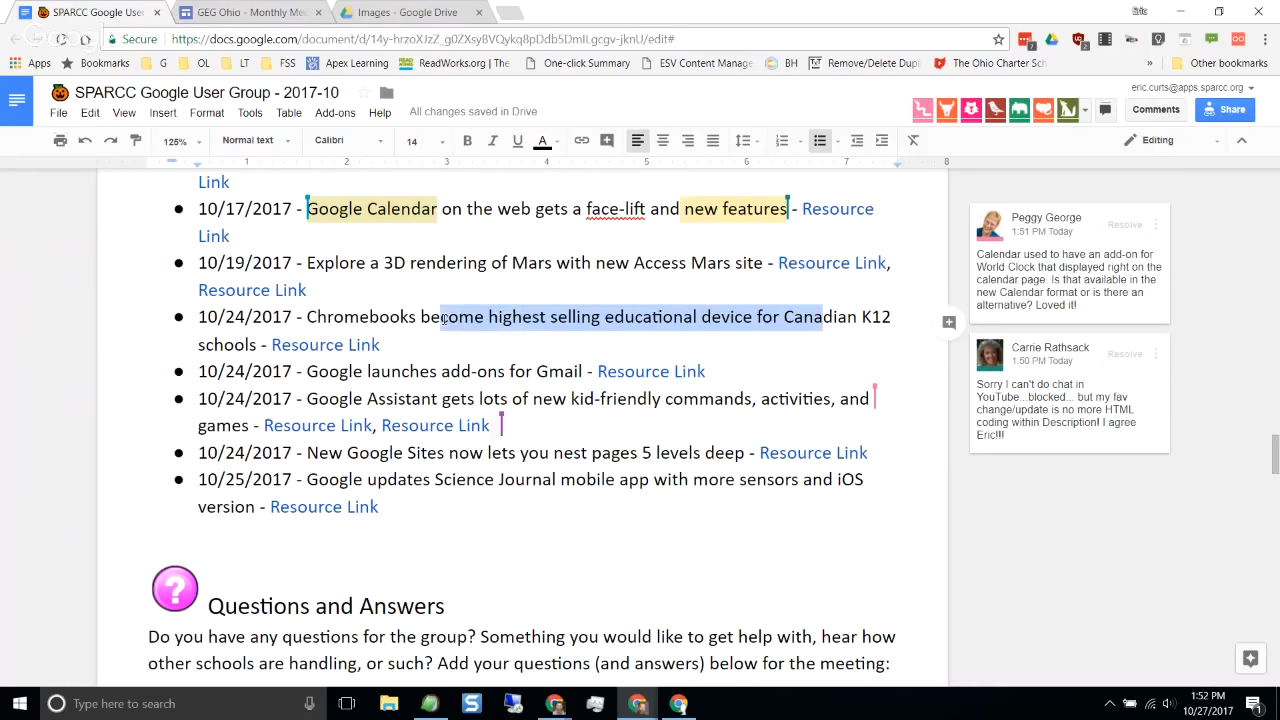 SPARCC Google Use
GEG Ohio - Monthly Me
Images - Google Drive
Secure
https://docs.google.com/document/d/14y-hrzoXJzZ_g0ZXsyBVQykq8pDdb5DmILgcgv-jknU/edit#
Apps
Bookmarks
G
OL
LT
FSS
Apex Learning
ReadWorks.org | The
One-click Summary
ESV Content Manage
BH
Remove/Delete Dupl
The Ohio Charter Sch
»
Other bookmarks
SPARCC Google User Group - 2017-10
eric.curts@apps.sparcc.org
File Edit View Insert Format Tools Table Add-ons Help All changes saved in Drive
Comments
Share
125% Normal text Calibri 14 B I U A
Editing
1 2 3 4 5 6 7 8
Link
● 10/17/2017 - Google Calendar on the web gets a face-lift and new features - Resource
Link
● 10/19/2017 - Explore a 3D rendering of Mars with new Access Mars site - Resource Link,
Resource Link
● 10/24/2017 - Chromebooks become highest selling educational device for Canadian K12
schools - Resource Link
● 10/24/2017 - Google launches add-ons for Gmail - Resource Link
● 10/24/2017 - Google Assistant gets lots of new kid-friendly commands, activities, and
games - Resource Link, Resource Link
● 10/24/2017 - New Google Sites now lets you nest pages 5 levels deep - Resource Link
● 10/25/2017 - Google updates Science Journal mobile app with more sensors and iOS
version - Resource Link
?
Questions and Answers
Do you have any questions for the group? Something you would like to get help with, hear how
other schools are handling, or such? Add your questions (and answers) below for the meeting:
Peggy George
1:51 PM Today
Resolve
Calendar used to have an add-on for
World Clock that displayed right on the
calendar page. Is that available in the
new Calendar format or is there an
alternative? Loved it!
Carrie Rathsack
1:50 PM Today
Resolve
Sorry I can't do chat in
YouTube...blocked... but my fav
change/update is no more HTML
coding within Description! I agree
Eric!!!
Type here to search
1:52 PM
10/27/2017